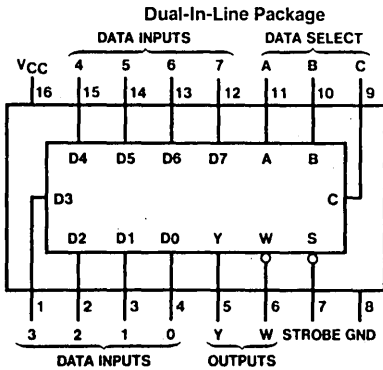 Dual-In-Line Package
DATA INPUTS DATA SELECT
VCC 4 5 6 7 A B C
16 15 14 13 12 11 10 9
D4 D5 D6 D7 A B
D3 C
D2 D1 D0 Y W S
1 2 3 4 5 6 7 8
3 2 1 0 Y W STROBE GND
DATA INPUTS OUTPUTS